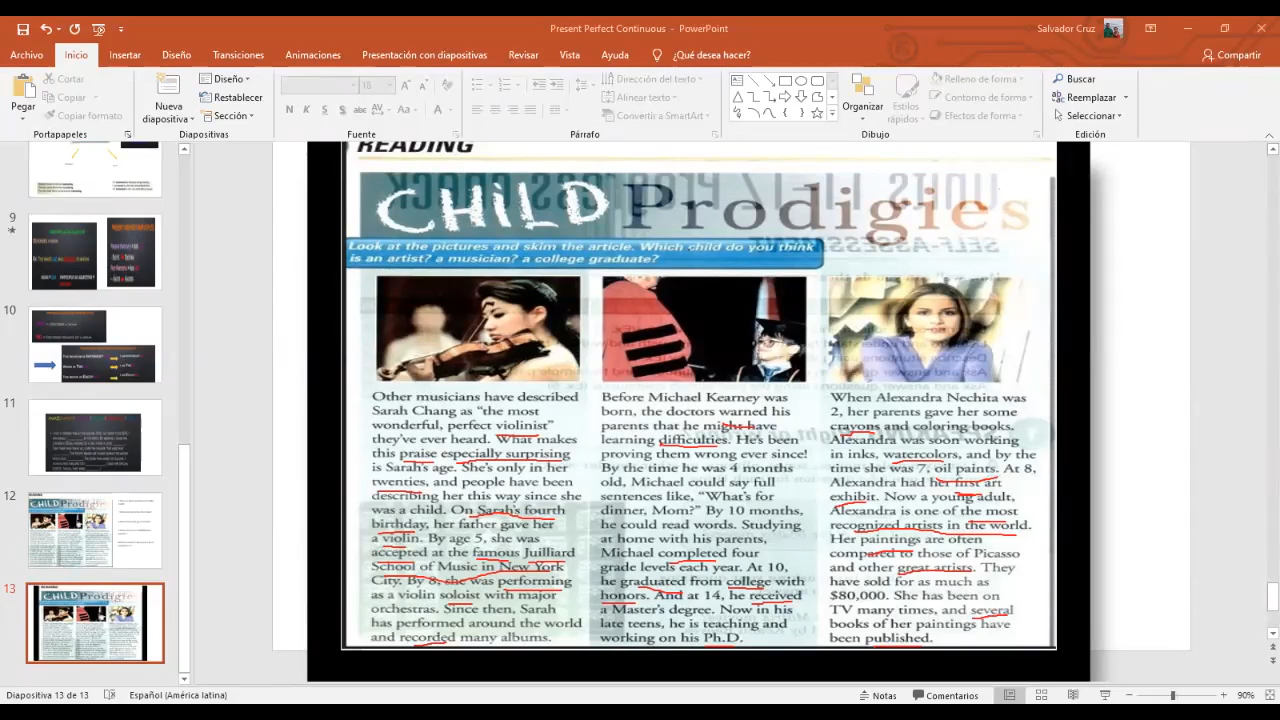 Present Perfect Continuous - PowerPoint
Salvador Cruz
Archivo
Inicio
Insertar
Diseño
Transiciones
Animaciones
Presentación con diapositivas
Revisar
Vista
Ayuda
¿Qué desea hacer?
Compartir
Pegar
Cortar
Copiar
Copiar formato
Portapapeles
Nueva
diapositiva
Diseño
Restablecer
Sección
Diapositivas
18
N K S S abc AV Aa A
Fuente
Dirección del texto
Alinear texto
Convertir a SmartArt
Párrafo
Organizar
Estilos
rápidos
Relleno de forma
Contorno de forma
Efectos de forma
Dibujo
Buscar
Reemplazar
Seleccionar
Edición
9
10
11
12
13
READING
CHILD Prodigies
Look at the pictures and skim the article. Which child do you think
is an artist? a musician? a college graduate?
Other musicians have described
Sarah Chang as “the most
wonderful, perfect violinist”
they’ve ever heard. What makes
this praise especially surprising
is Sarah’s age. She’s only in her
twenties, and people have been
describing her this way since she
was a child. On Sarah’s fourth
birthday, her father gave her
a violin. By age 5, she was
accepted at the famous Juilliard
School of Music in New York
City. By 8, she was performing
as a violin soloist with major
orchestras. Since then, Sarah
has performed around the world
and recorded many albums.
Before Michael Kearney was
born, the doctors warned his
parents that he might have
learning difficulties. He’s been
proving them wrong ever since!
By the time he was 4 months
old, Michael could say full
sentences like, “What’s for
dinner, Mom?” By 10 months,
he could read words. Studying
at home with his parents,
Michael completed four
grade levels each year. At 10,
he graduated from college with
honors. And at 14, he received
a Master’s degree. Now in his
late teens, he is teaching and
working on his Ph.D.
When Alexandra Nechita was
2, her parents gave her some
crayons and coloring books.
Alexandra was soon working
in inks, watercolors, and by the
time she was 7, oil paints. At 8,
Alexandra had her first art
exhibit. Now a young adult,
Alexandra is one of the most
recognized artists in the world.
Her paintings are often
compared to those of Picasso
and other great artists. They
have sold for as much as
$80,000. She has been on
TV many times, and several
books of her paintings have
been published.
Diapositiva 13 de 13
Español (América latina)
Notas
Comentarios
90%